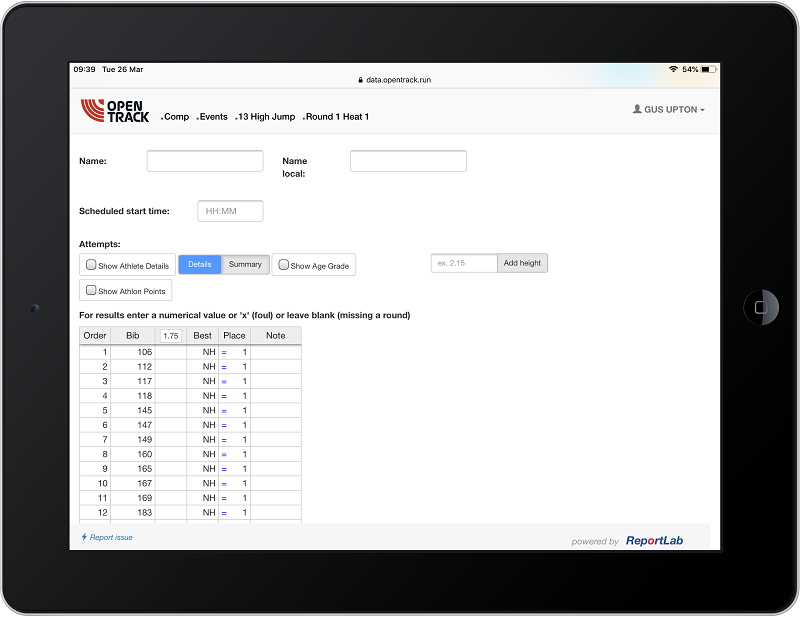 09:39 Tue 26 Mar
data.opentrack.run
54%
OPEN TRACK
.Comp .Events .13 High Jump .Round 1 Heat 1
GUS UPTON
Name:
Name local:
Scheduled start time: HH:MM
Attempts:
Show Athlete Details Details Summary Show Age Grade ex. 2.15 Add height
Show Athlon Points
For results enter a numerical value or 'x' (foul) or leave blank (missing a round)
Order Bib 1.75 Best Place Note
1 106 NH = 1
2 112 NH = 1
3 117 NH = 1
4 118 NH = 1
5 145 NH = 1
6 147 NH = 1
7 149 NH = 1
8 160 NH = 1
9 165 NH = 1
10 167 NH = 1
11 169 NH = 1
12 183 NH = 1
Report issue
powered by ReportLab